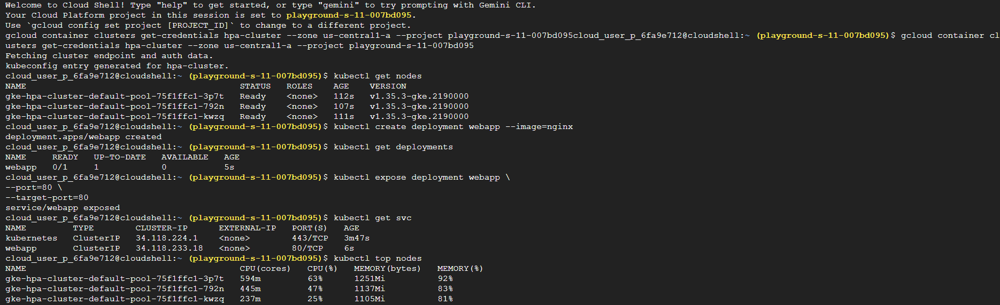 Welcome to Cloud Shell! Type "help" to get started, or type "gemini" to try prompting with Gemini CLI.
Your Cloud Platform project in this session is set to playground-s-11-007bd095.
Use `gcloud config set project [PROJECT_ID]` to change to a different project.
gcloud container clusters get-credentials hpa-cluster --zone us-central1-a --project playground-s-11-007bd095cloud_user_p_6fa9e712@cloudshell:~ (playground-s-11-007bd095)$ gcloud container cl
usters get-credentials hpa-cluster --zone us-central1-a --project playground-s-11-007bd095
Fetching cluster endpoint and auth data.
kubeconfig entry generated for hpa-cluster.
cloud_user_p_6fa9e712@cloudshell:~ (playground-s-11-007bd095)$ kubectl get nodes
NAME                                         STATUS   ROLES    AGE    VERSION
gke-hpa-cluster-default-pool-75f1ffc1-3p7t   Ready    <none>   112s   v1.35.3-gke.2190000
gke-hpa-cluster-default-pool-75f1ffc1-792n   Ready    <none>   107s   v1.35.3-gke.2190000
gke-hpa-cluster-default-pool-75f1ffc1-kwzq   Ready    <none>   111s   v1.35.3-gke.2190000
cloud_user_p_6fa9e712@cloudshell:~ (playground-s-11-007bd095)$ kubectl create deployment webapp --image=nginx
deployment.apps/webapp created
cloud_user_p_6fa9e712@cloudshell:~ (playground-s-11-007bd095)$ kubectl get deployments
NAME     READY   UP-TO-DATE   AVAILABLE   AGE
webapp   0/1     1            0           5s
cloud_user_p_6fa9e712@cloudshell:~ (playground-s-11-007bd095)$ kubectl expose deployment webapp \
--port=80 \
--target-port=80
service/webapp exposed
cloud_user_p_6fa9e712@cloudshell:~ (playground-s-11-007bd095)$ kubectl get svc
NAME         TYPE        CLUSTER-IP      EXTERNAL-IP   PORT(S)   AGE
kubernetes   ClusterIP   34.118.224.1    <none>        443/TCP   3m47s
webapp       ClusterIP   34.118.233.18   <none>        80/TCP    6s
cloud_user_p_6fa9e712@cloudshell:~ (playground-s-11-007bd095)$ kubectl top nodes
NAME                                         CPU(cores)   CPU(%)   MEMORY(bytes)   MEMORY(%)
gke-hpa-cluster-default-pool-75f1ffc1-3p7t   594m         63%      1251Mi          92%
gke-hpa-cluster-default-pool-75f1ffc1-792n   445m         47%      1137Mi          83%
gke-hpa-cluster-default-pool-75f1ffc1-kwzq   237m         25%      1105Mi          81%